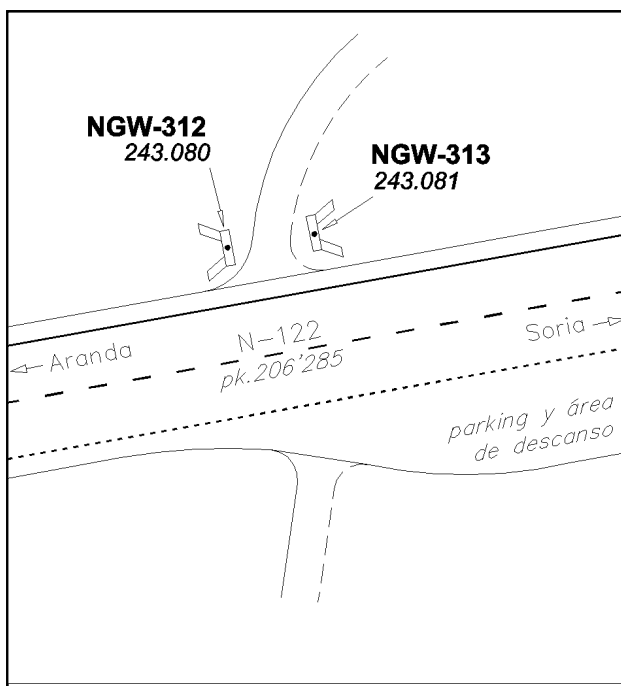 NGW-312
243.080
NGW-313
243.081
N-122
pk.206'285
Aranda
Soria
parking y área
de descanso